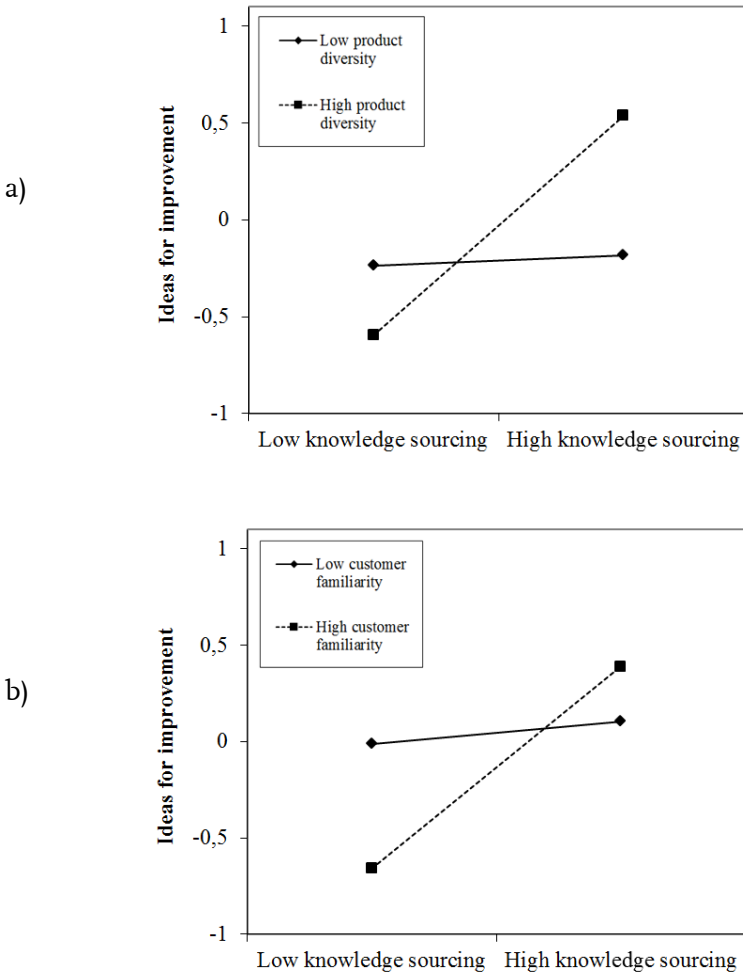 a)
Ideas for improvement
1
0,5
0
-0,5
-1
Low product
diversity
High product
diversity
Low knowledge sourcing
High knowledge sourcing
b)
Ideas for improvement
1
0,5
0
-0,5
-1
Low customer
familiarity
High customer
familiarity
Low knowledge sourcing
High knowledge sourcing